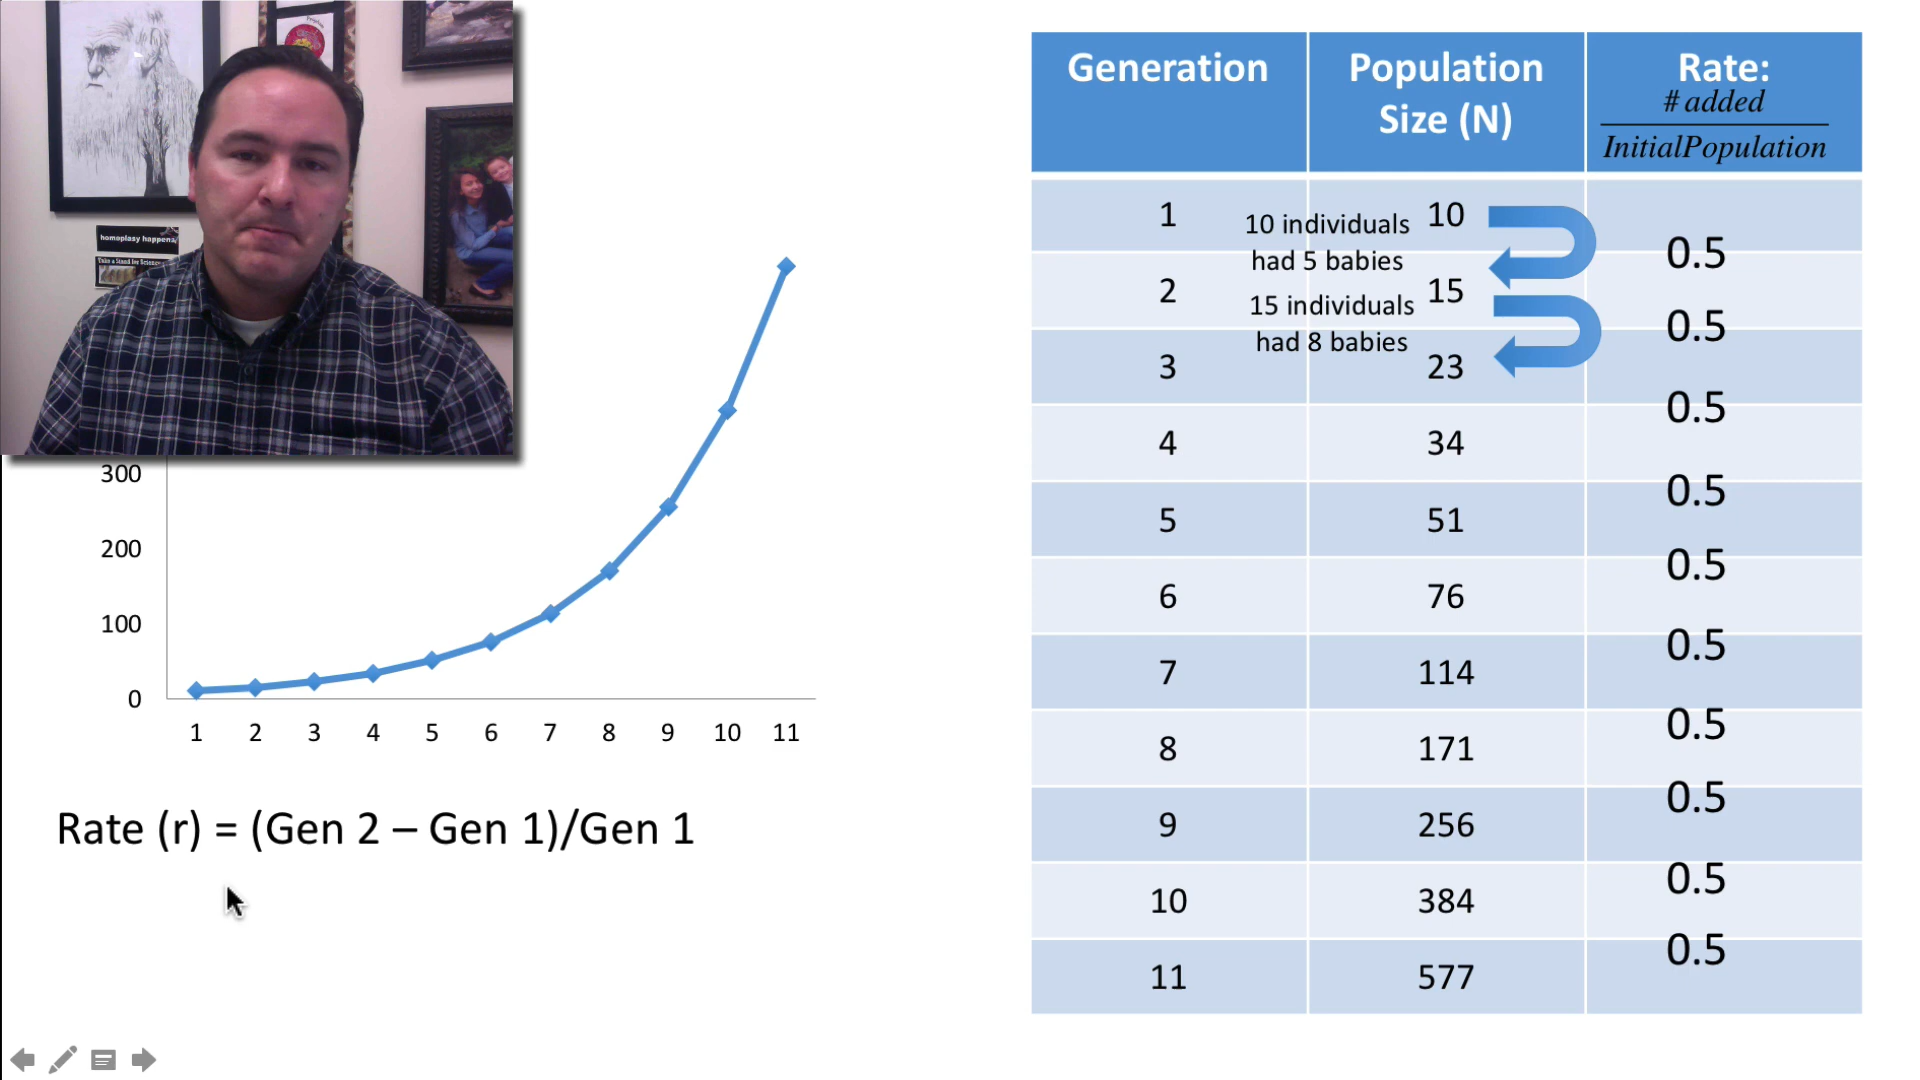 homoplasy happens!
Take a Stand for Science
300
200
100
0
1 2 3 4 5 6 7 8 9 10 11
Rate (r) = (Gen 2 – Gen 1)/Gen 1
Generation
Population
Size (N)
Rate:
# added
InitialPopulation
1 10
10 individuals
had 5 babies
0.5
2 15
15 individuals
had 8 babies
0.5
3 23
0.5
4 34
0.5
5 51
0.5
6 76
0.5
7 114
0.5
8 171
0.5
9 256
0.5
10 384
0.5
11 577